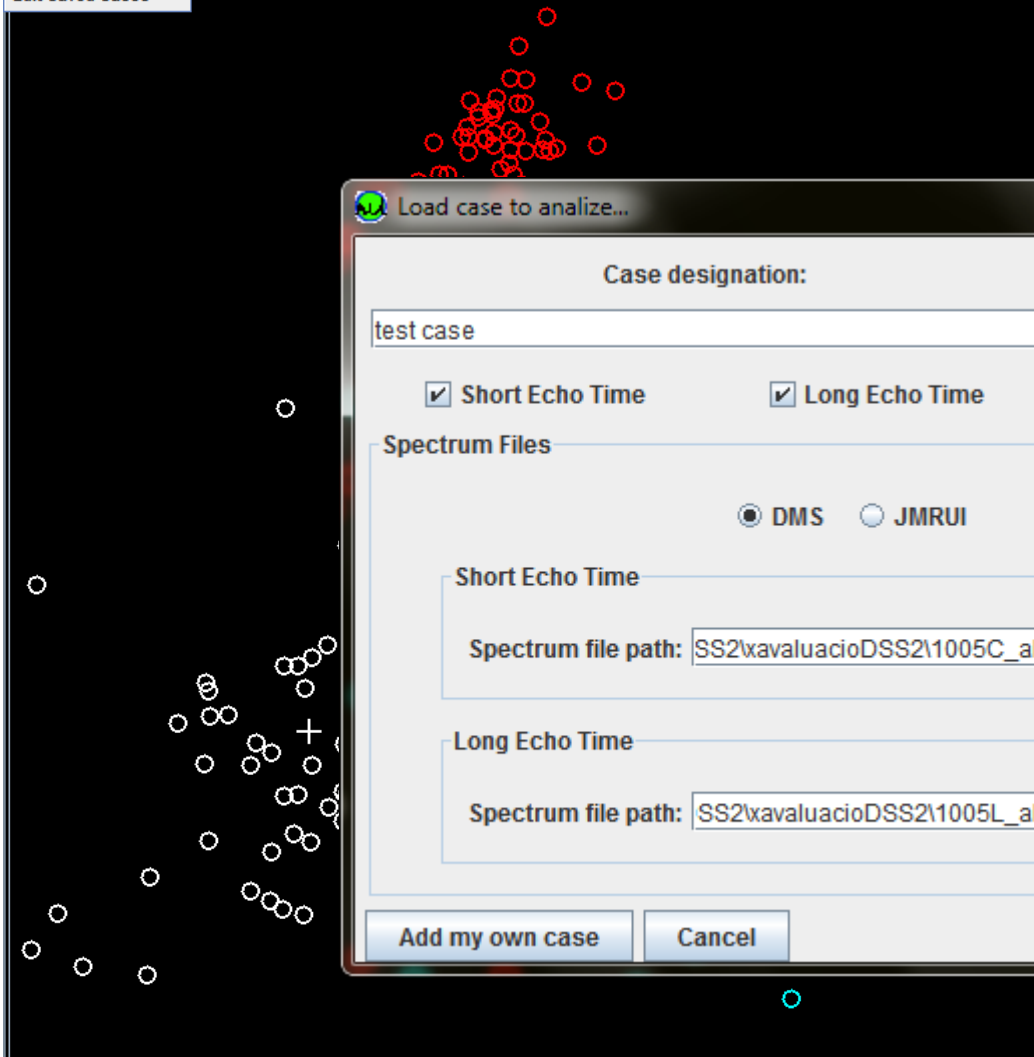 Load case to analize...
Case designation:
test case
Short Echo Time Long Echo Time
Spectrum Files
DMS JMRUI
Short Echo Time
Spectrum file path: SS2\xavaluacioDSS2\1005C_a
Long Echo Time
Spectrum file path: SS2\xavaluacioDSS2\1005L_a
Add my own case Cancel